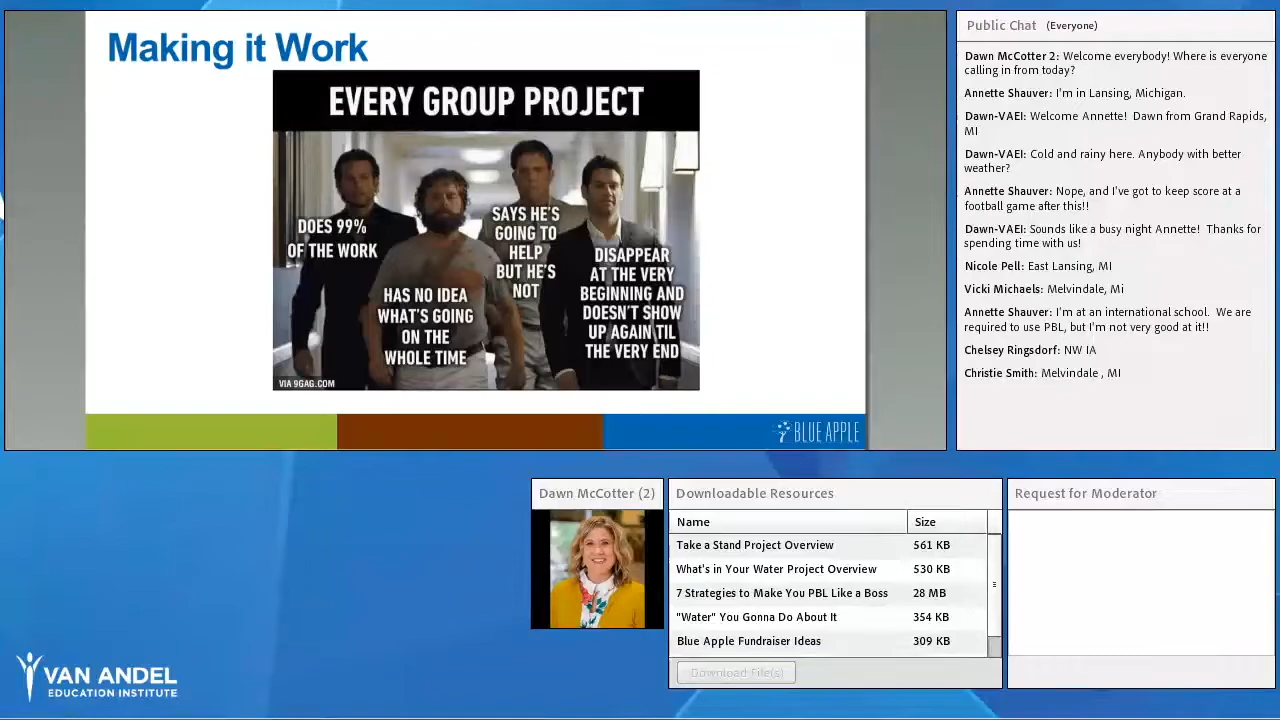 Making it Work
EVERY GROUP PROJECT
DOES 99%
OF THE WORK
HAS NO IDEA
WHAT'S GOING
ON THE
WHOLE TIME
SAYS HE'S
GOING TO
HELP
BUT HE'S
NOT
DISAPPEAR
AT THE VERY
BEGINNING AND
DOESN'T SHOW
UP AGAIN TIL
THE VERY END
VIA 9GAG.COM
BLUE APPLE
Public Chat (Everyone)
Dawn McCotter 2: Welcome everybody! Where is everyone
calling in from today?
Annette Shauver: I'm in Lansing, Michigan.
Dawn-VAEI: Welcome Annette! Dawn from Grand Rapids,
MI
Dawn-VAEI: Cold and rainy here. Anybody with better
weather?
Annette Shauver: Nope, and I've got to keep score at a
football game after this!!
Dawn-VAEI: Sounds like a busy night Annette! Thanks for
spending time with us!
Nicole Pell: East Lansing, MI
Vicki Michaels: Melvindale, Mi
Annette Shauver: I'm at an international school. We are
required to use PBL, but I'm not very good at it!!
Chelsey Ringsdorf: NW IA
Christie Smith: Melvindale , MI
Dawn McCotter (2)
Downloadable Resources
Name Size
Take a Stand Project Overview 561 KB
What's in Your Water Project Overview 530 KB
7 Strategies to Make You PBL Like a Boss 28 MB
"Water" You Gonna Do About It 354 KB
Blue Apple Fundraiser Ideas 309 KB
Download File(s)
Request for Moderator
VAN ANDEL
EDUCATION INSTITUTE